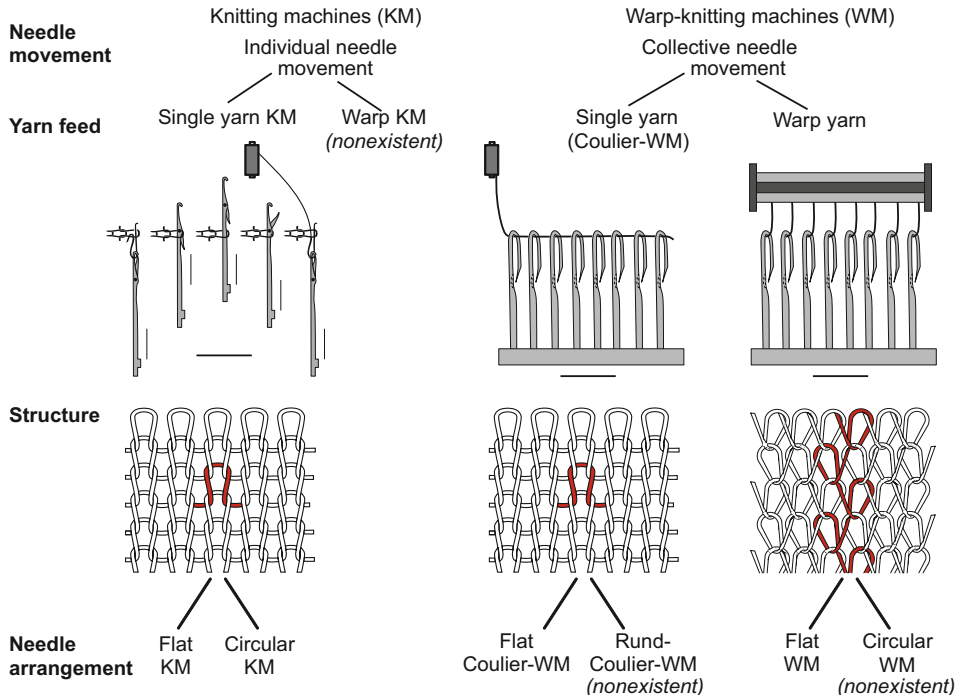 Needle
movement
Knitting machines (KM)
Individual needle
movement
Warp-knitting machines (WM)
Collective needle
movement
Yarn feed
Single yarn KM
Warp KM
(nonexistent)
Single yarn
(Coulier-WM)
Warp yarn
Structure
Needle
arrangement
Flat
KM
Circular
KM
Flat
Coulier-WM
Rund-
Coulier-WM
(nonexistent)
Flat
WM
Circular
WM
(nonexistent)